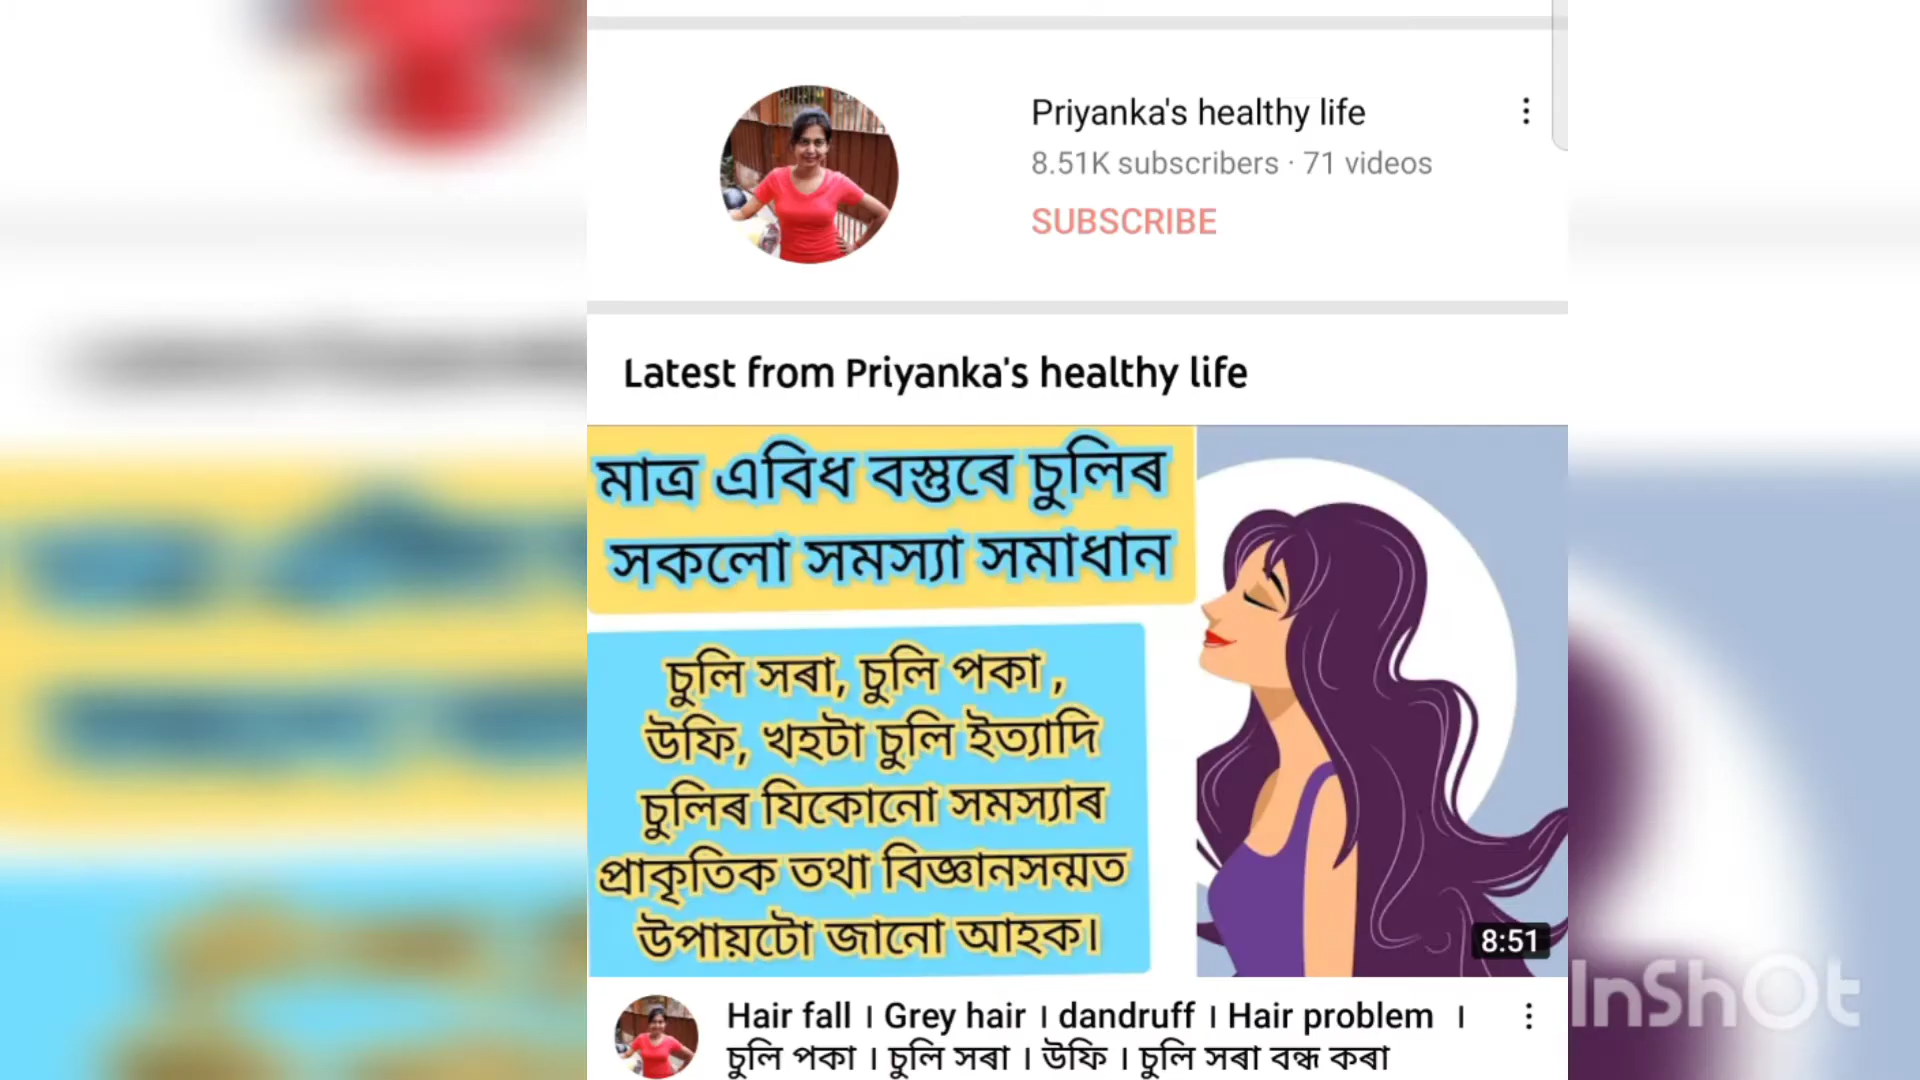 Priyanka's healthy life
8.51K subscribers · 71 videos
SUBSCRIBE
Latest from Priyanka's healthy life
মাত্ৰ এবিধ বস্তুৰে চুলিৰ
সকলো সমস্যা সমাধান
চুলি সৰা, চুলি পকা ,
উফি, খহটা চুলি ইত্যাদি
চুলিৰ যিকোনো সমস্যাৰ
প্ৰাকৃতিক তথা বিজ্ঞানসন্মত
উপায়টো জানো আহক।
8:51
Hair fall । Grey hair । dandruff । Hair problem ।
চুলি পকা । চুলি সৰা । উফি । চুলি সৰা বন্ধ কৰা
InShOt